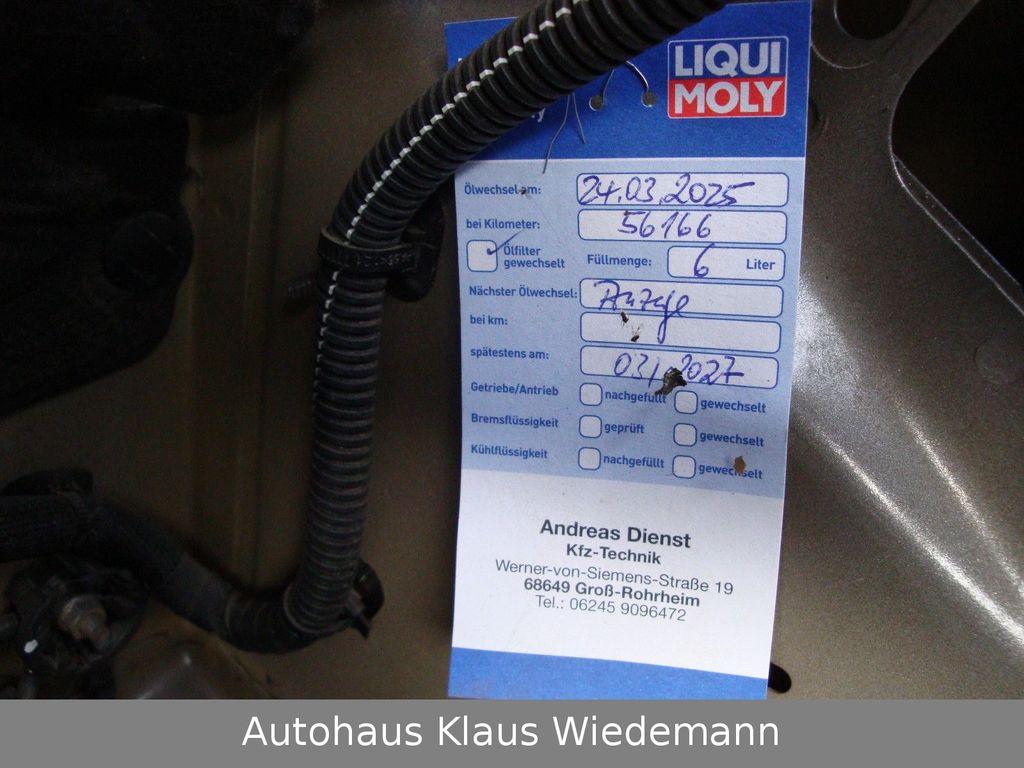 LIQUI
MOLY
Ölwechsel am: 24.03.2025
bei Kilometer: 56166
Ölfilter
gewechselt
Füllmenge: 6 Liter
Nächster Ölwechsel: Anzeige
bei km:
spätestens am: 03/2027
Getriebe/Antrieb nachgefüllt gewechselt
Bremsflüssigkeit geprüft gewechselt
Kühlflüssigkeit nachgefüllt gewechselt
Andreas Dienst
Kfz-Technik
Werner-von-Siemens-Straße 19
68649 Groß-Rohrheim
Tel.: 06245 9096472
Autohaus Klaus Wiedemann